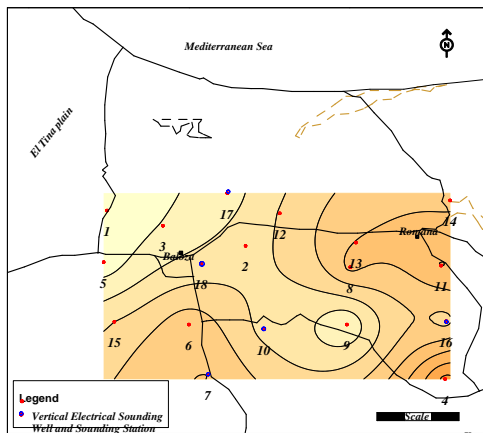 Mediterranean Sea
N
El Tina plain
17
14
1
12
3
Romana
Baloza
2
13
5
18
8
11
15
6
10
9
16
7
4
Legend
Vertical Electrical Sounding
Well and Sounding Station
Scale